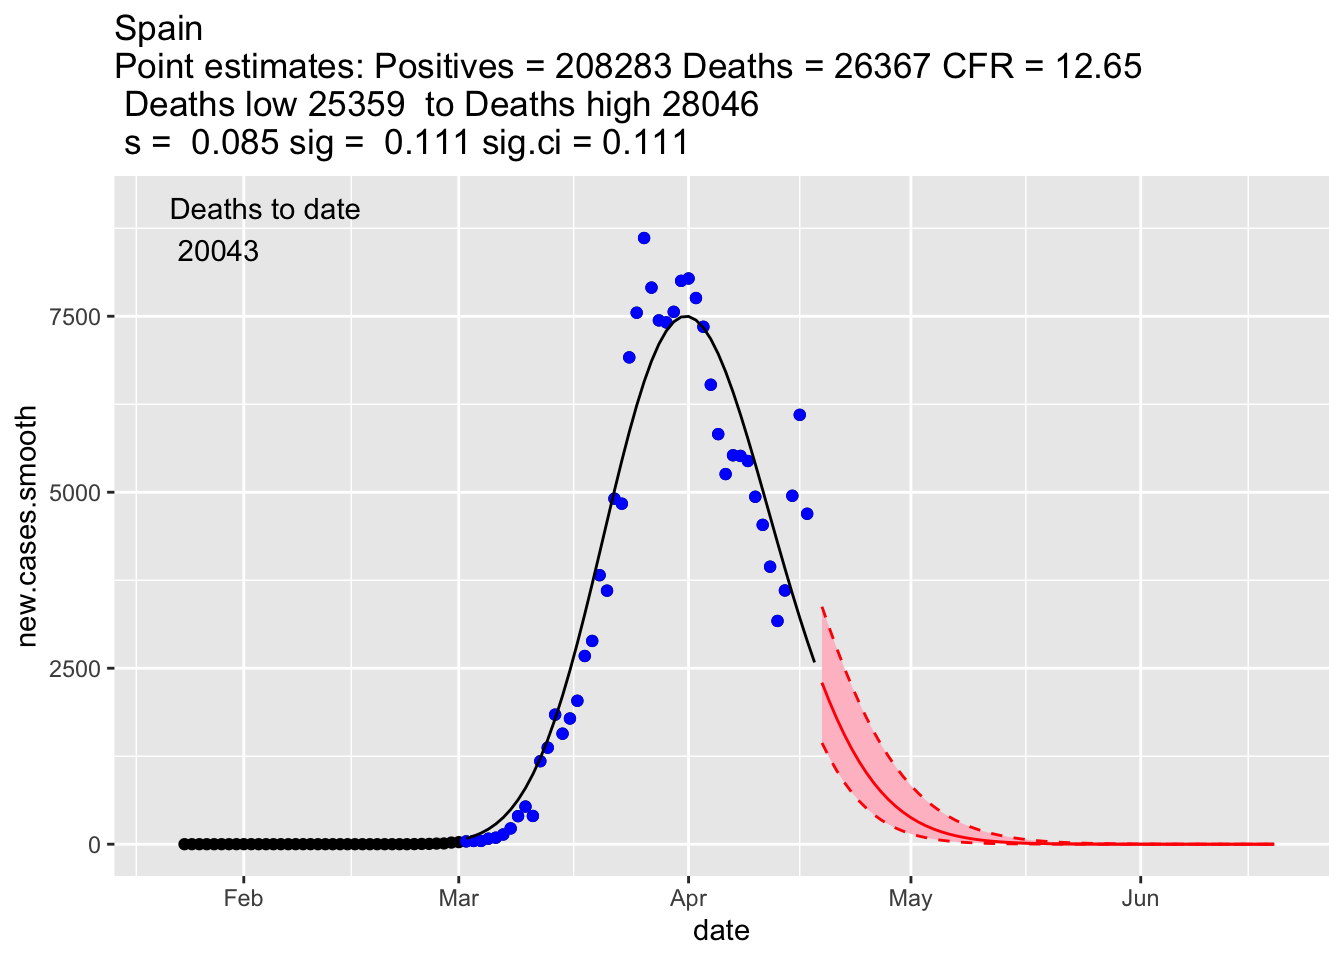 Spain
Point estimates: Positives = 208283 Deaths = 26367 CFR = 12.65
Deaths low 25359  to Deaths high 28046
s =  0.085 sig =  0.111 sig.ci = 0.111
Deaths to date
20043
7500
5000
2500
0
new.cases.smooth
Feb Mar Apr May Jun
date